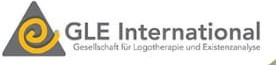 GLE International
Gesellschaft für Logotherapie und Existenzanalyse